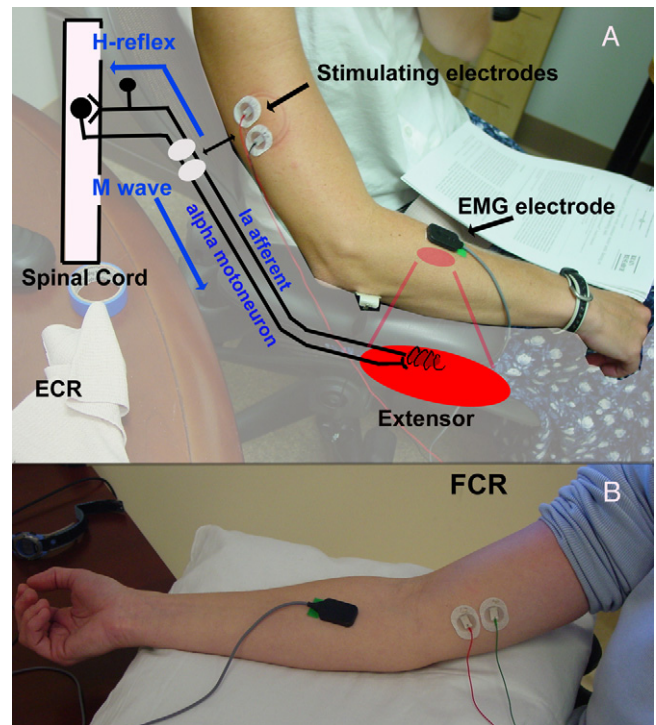 A
H-reflex
Stimulating electrodes
M wave
EMG electrode
Ia afferent
alpha motoneuron
Spinal Cord
ECR
Extensor
FCR
B